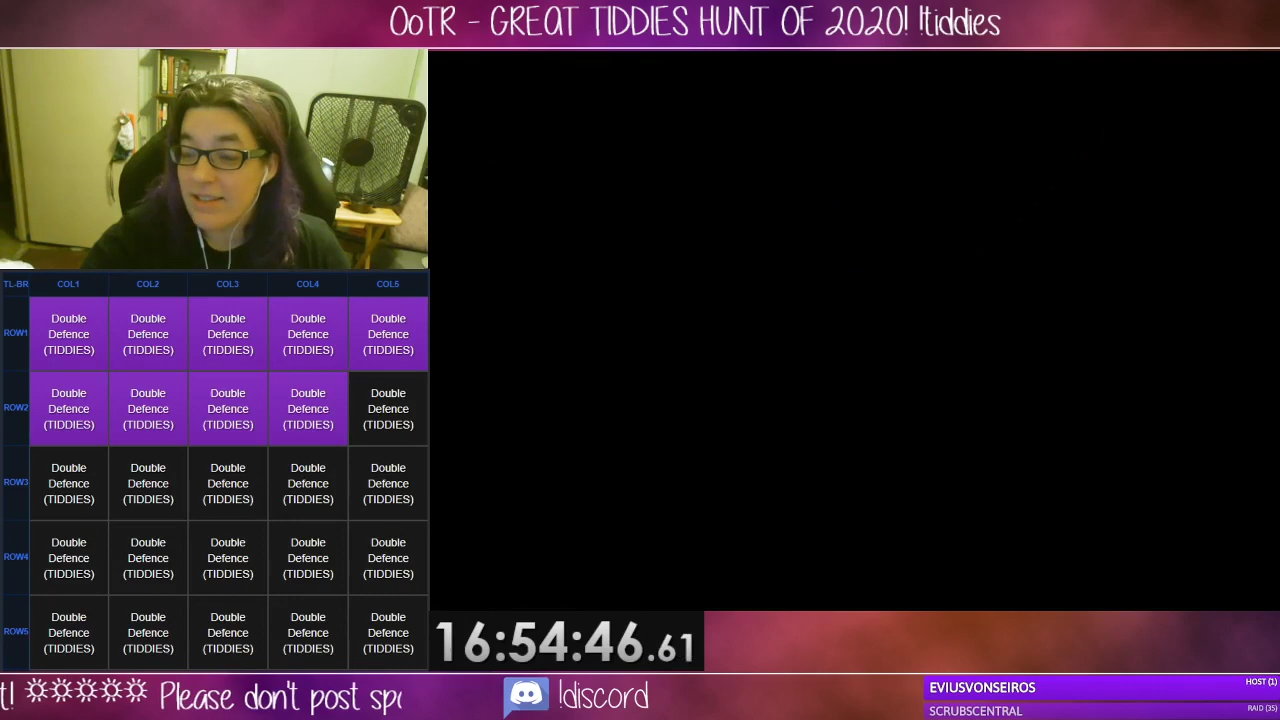 OoTR - GREAT TIDDIES HUNT OF 2020! !tiddies
TL-BR COL1 COL2 COL3 COL4 COL5
ROW1
Double Double Double Double Double
Defence Defence Defence Defence Defence
(TIDDIES) (TIDDIES) (TIDDIES) (TIDDIES) (TIDDIES)
ROW2
Double Double Double Double Double
Defence Defence Defence Defence Defence
(TIDDIES) (TIDDIES) (TIDDIES) (TIDDIES) (TIDDIES)
ROW3
Double Double Double Double Double
Defence Defence Defence Defence Defence
(TIDDIES) (TIDDIES) (TIDDIES) (TIDDIES) (TIDDIES)
ROW4
Double Double Double Double Double
Defence Defence Defence Defence Defence
(TIDDIES) (TIDDIES) (TIDDIES) (TIDDIES) (TIDDIES)
ROW5
Double Double Double Double Double
Defence Defence Defence Defence Defence
(TIDDIES) (TIDDIES) (TIDDIES) (TIDDIES) (TIDDIES)
16:54:46.61
t! ☼☼☼☼☼ Please don't post spo
!discord
EVIUSVONSEIROS HOST (1)
SCRUBSCENTRAL RAID (35)